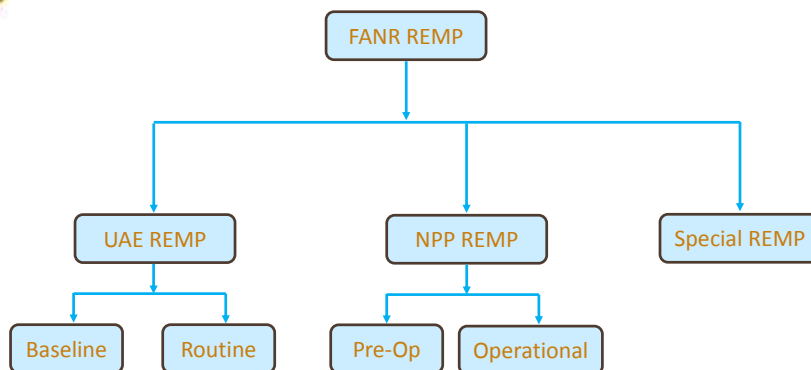 FANR REMP
UAE REMP
NPP REMP
Special REMP
Baseline
Routine
Pre-Op
Operational